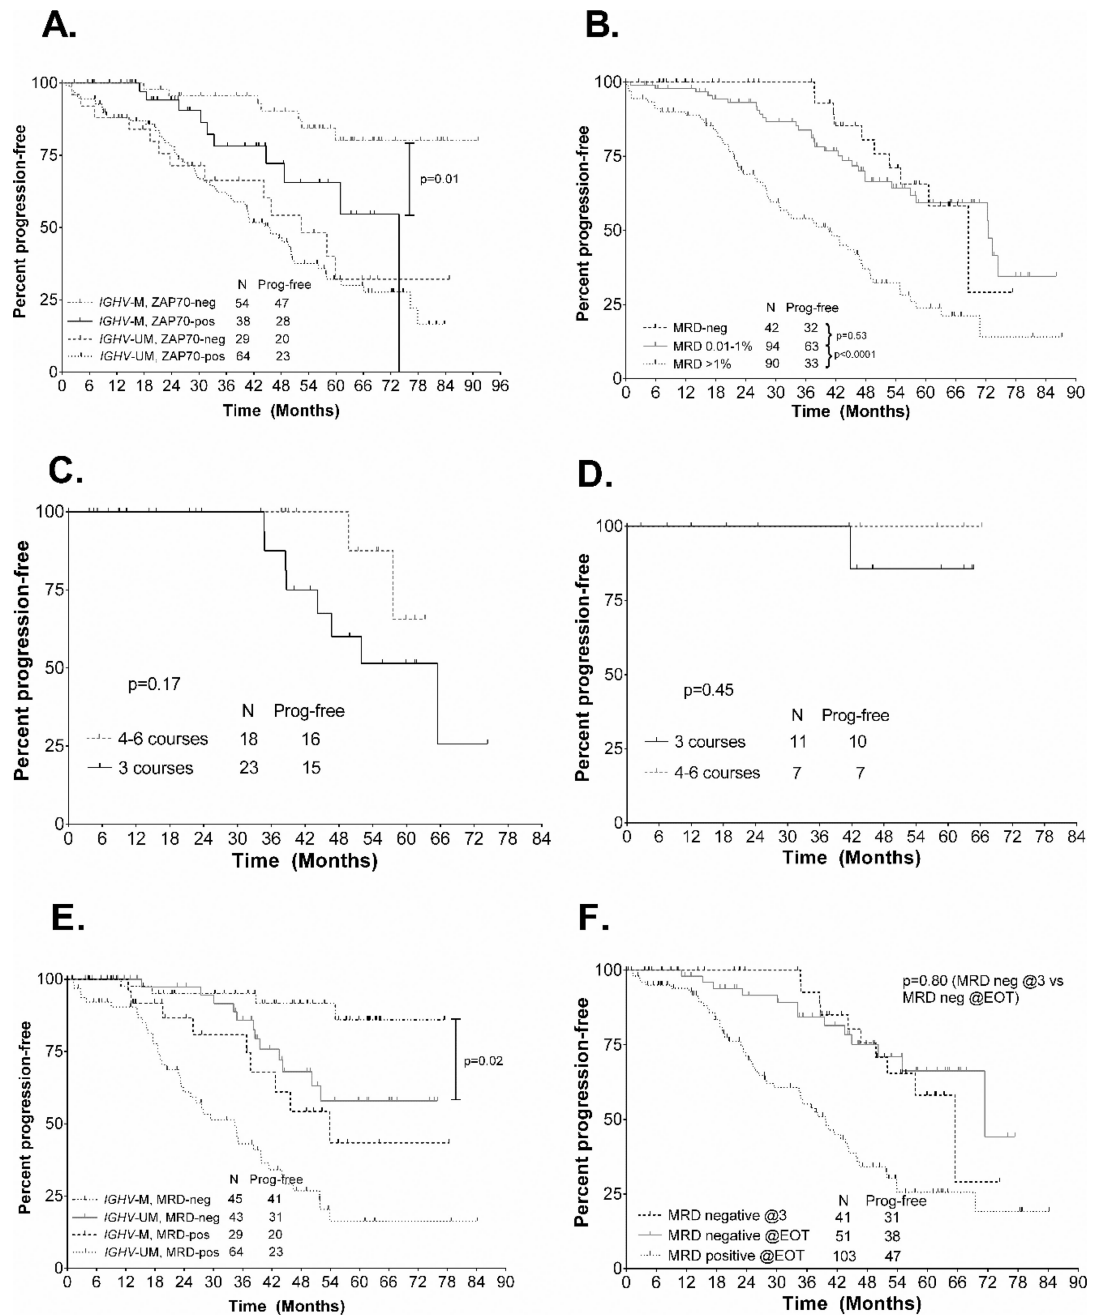 A.
Percent progression-free
100
75
50
25
0
p=0.01
N Prog-free
IGHV-M, ZAP70-neg 54 47
IGHV-M, ZAP70-pos 38 28
IGHV-UM, ZAP70-neg 29 20
IGHV-UM, ZAP70-pos 64 23
0 6 12 18 24 30 36 42 48 54 60 66 72 78 84 90 96
Time (Months)
B.
Percent progression-free
100
75
50
25
0
N Prog-free
MRD-neg 42 32
MRD 0.01-1% 94 63
MRD >1% 90 33
p=0.53
p<0.0001
0 6 12 18 24 30 36 42 48 54 60 66 72 78 84 90
Time (Months)
C.
Percent progression-free
100
75
50
25
0
p=0.17
N Prog-free
4-6 courses 18 16
3 courses 23 15
0 6 12 18 24 30 36 42 48 54 60 66 72 78 84
Time (Months)
D.
Percent progression-free
100
75
50
25
0
p=0.45
N Prog-free
3 courses 11 10
4-6 courses 7 7
0 6 12 18 24 30 36 42 48 54 60 66 72 78 84
Time (Months)
E.
Percent progression-free
100
75
50
25
0
p=0.02
N Prog-free
IGHV-M, MRD-neg 45 41
IGHV-UM, MRD-neg 43 31
IGHV-M, MRD-pos 29 20
IGHV-UM, MRD-pos 64 23
0 6 12 18 24 30 36 42 48 54 60 66 72 78 84 90
Time (Months)
F.
Percent progression-free
100
75
50
25
0
p=0.80 (MRD neg @3 vs
MRD neg @EOT)
N Prog-free
MRD negative @3 41 31
MRD negative @EOT 51 38
MRD positive @EOT 103 47
0 6 12 18 24 30 36 42 48 54 60 66 72 78 84 90
Time (Months)